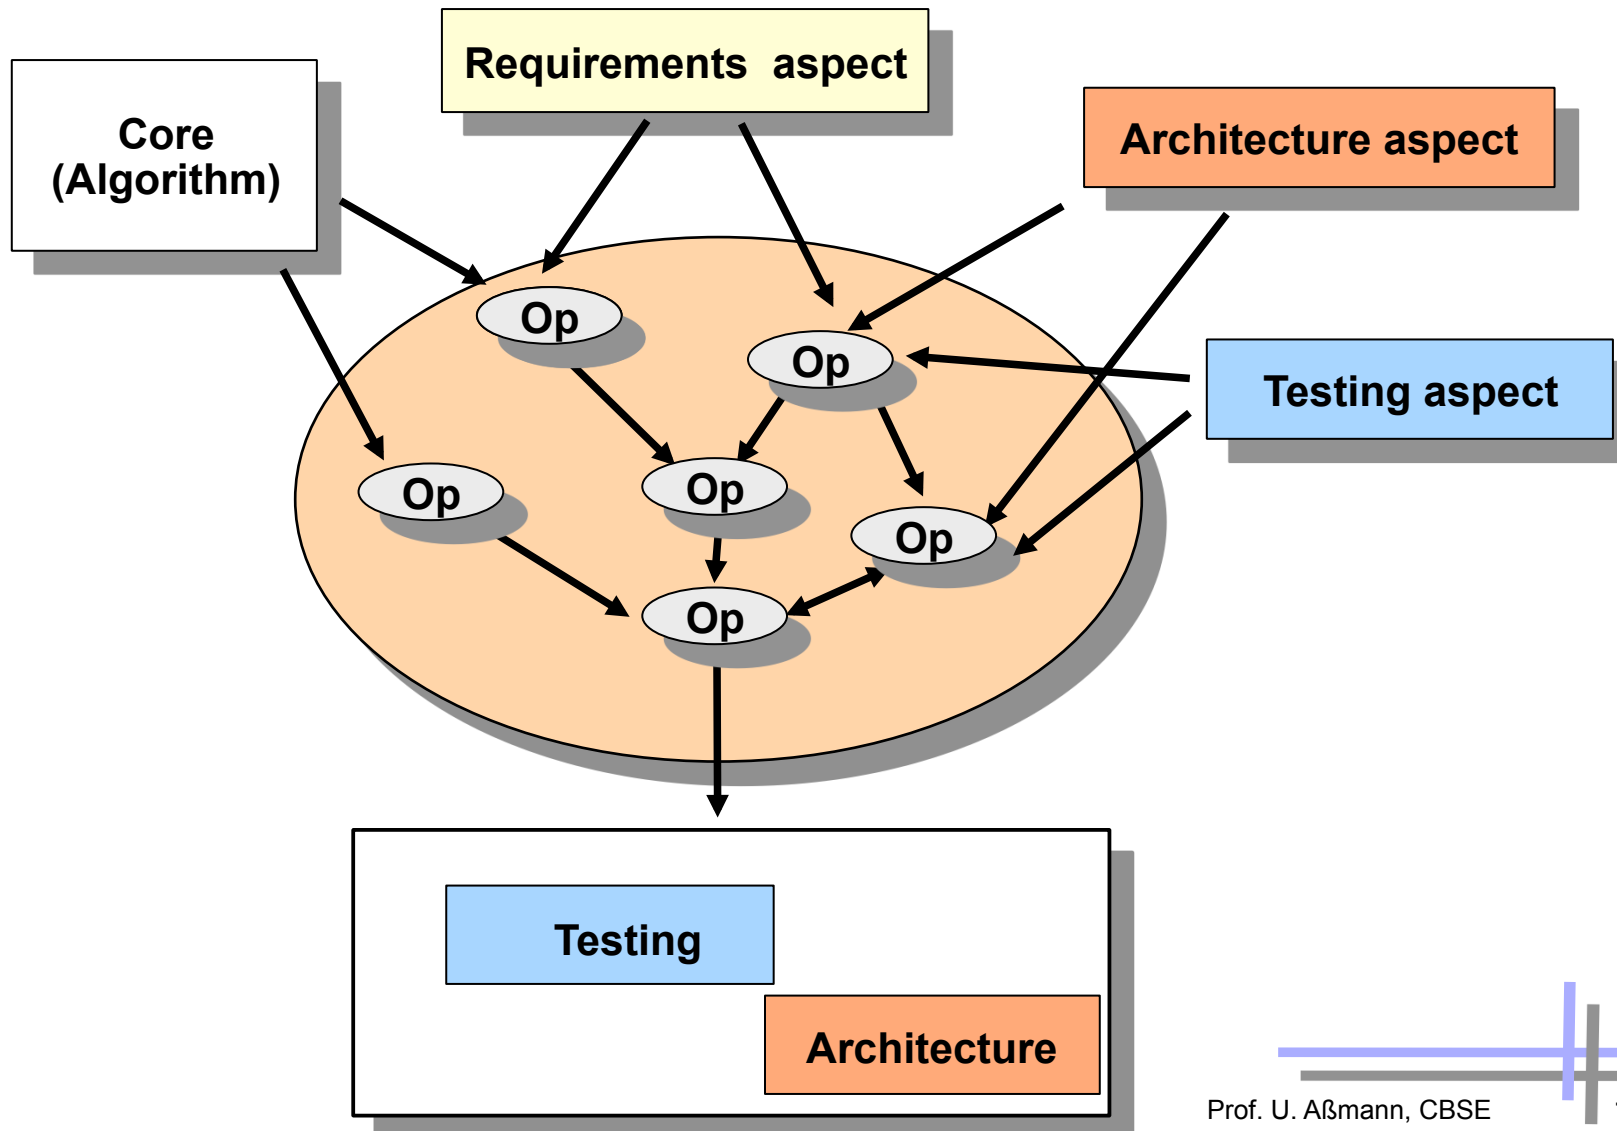 Requirements aspect
Core
(Algorithm)
Architecture aspect
Op
Op
Testing aspect
Op
Op
Op
Op
Testing
Architecture
Prof. U. Aßmann, CBSE